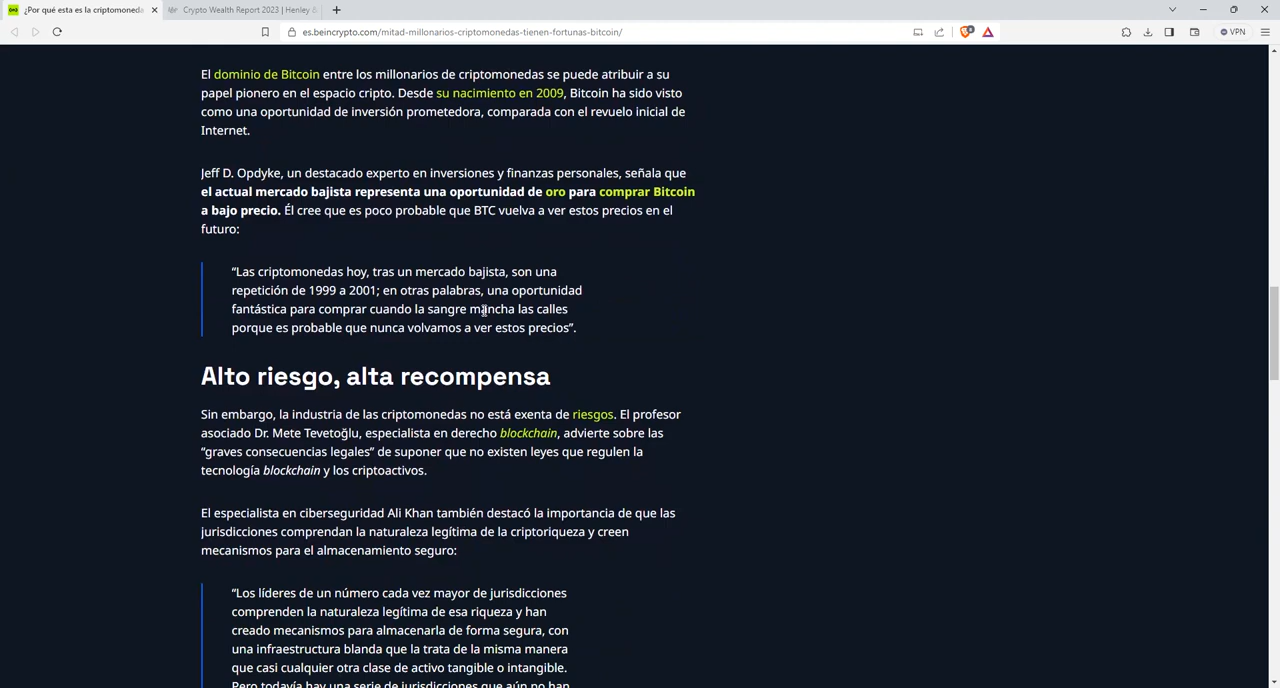 ¿Por qué esta es la criptomoneda
Crypto Wealth Report 2023 | Henley &
es.beincrypto.com/mitad-millonarios-criptomonedas-tienen-fortunas-bitcoin/
VPN
El dominio de Bitcoin entre los millonarios de criptomonedas se puede atribuir a su
papel pionero en el espacio cripto. Desde su nacimiento en 2009, Bitcoin ha sido visto
como una oportunidad de inversión prometedora, comparada con el revuelo inicial de
Internet.
Jeff D. Opdyke, un destacado experto en inversiones y finanzas personales, señala que
el actual mercado bajista representa una oportunidad de oro para comprar Bitcoin
a bajo precio. Él cree que es poco probable que BTC vuelva a ver estos precios en el
futuro:
“Las criptomonedas hoy, tras un mercado bajista, son una
repetición de 1999 a 2001; en otras palabras, una oportunidad
fantástica para comprar cuando la sangre mancha las calles
porque es probable que nunca volvamos a ver estos precios”.
Alto riesgo, alta recompensa
Sin embargo, la industria de las criptomonedas no está exenta de riesgos. El profesor
asociado Dr. Mete Tevetoğlu, especialista en derecho blockchain, advierte sobre las
“graves consecuencias legales” de suponer que no existen leyes que regulen la
tecnología blockchain y los criptoactivos.
El especialista en ciberseguridad Ali Khan también destacó la importancia de que las
jurisdicciones comprendan la naturaleza legítima de la criptoriqueza y creen
mecanismos para el almacenamiento seguro:
“Los líderes de un número cada vez mayor de jurisdicciones
comprenden la naturaleza legítima de esa riqueza y han
creado mecanismos para almacenarla de forma segura, con
una infraestructura blanda que la trata de la misma manera
que casi cualquier otra clase de activo tangible o intangible.
Pero todavía hay una serie de jurisdicciones que aún no han